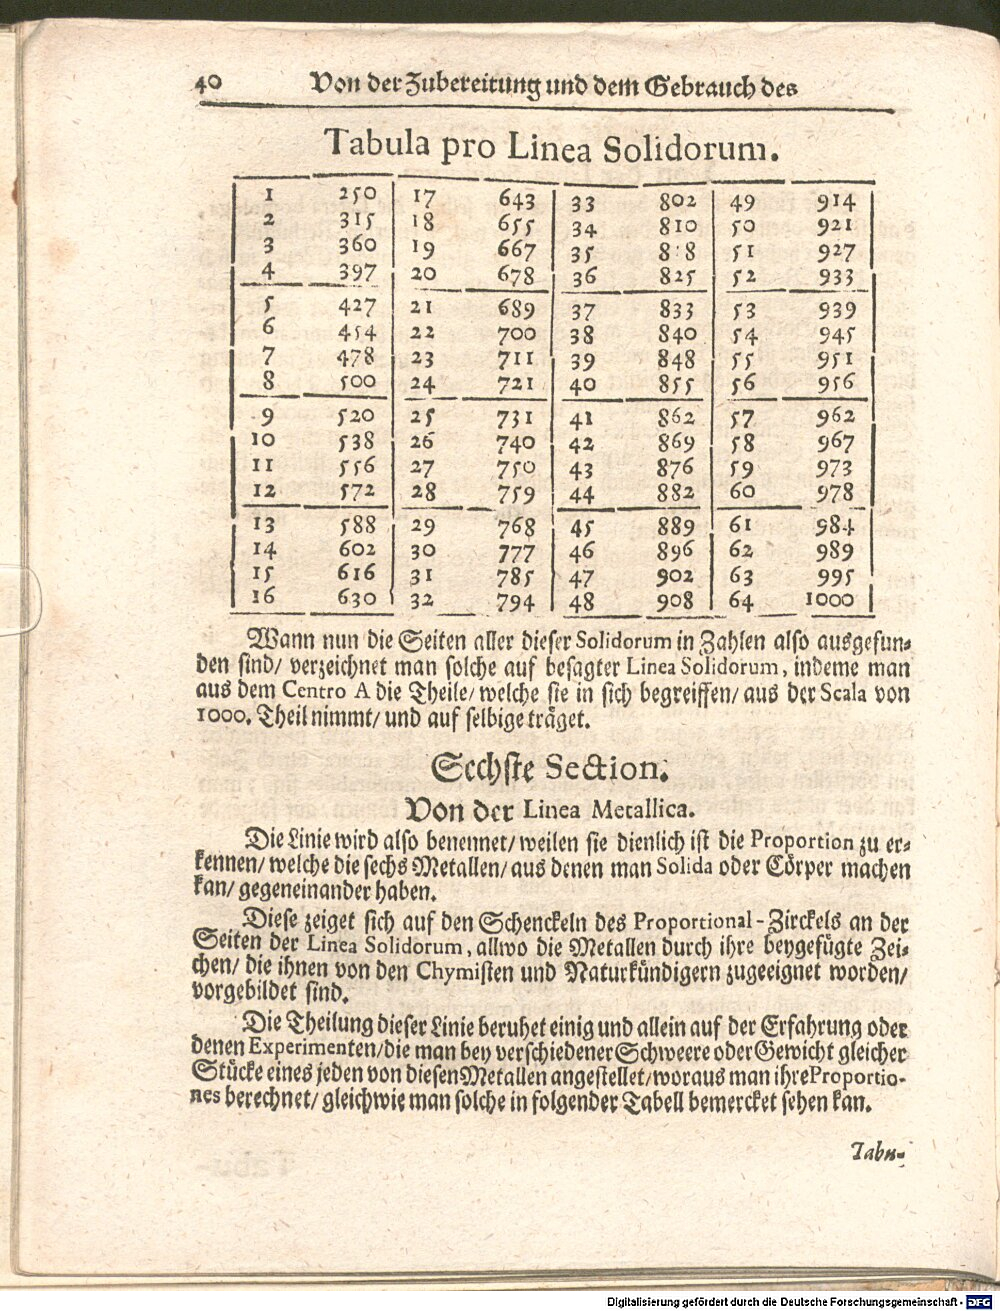 40 Von der Zubereitung und dem Gebrauch des
Tabula pro Linea Solidorum.
1 250 17 643 33 802 49 914
2 315 18 655 34 810 50 921
3 360 19 667 35 8 8 51 927
4 397 20 678 36 825 52 933
5 427 21 689 37 833 53 939
6 454 22 700 38 840 54 945
7 478 23 711 39 848 55 951
8 500 24 721 40 855 56 956
9 520 25 731 41 862 57 962
10 538 26 740 42 869 58 967
11 556 27 750 43 876 59 973
12 572 28 759 44 882 60 978
13 588 29 768 45 889 61 984
14 602 30 777 46 896 62 989
15 616 31 785 47 902 63 995
16 630 32 794 48 908 64 1000
Wann nun die Seiten aller dieser Solidorum in Zahlen also ausgefun-
den sind/ verzeichnet man solche auf besagter Linea Solidorum, indeme man
aus dem Centro A die Theile/ welche sie in sich begreiffen/ aus der Scala von
1000. Theil nimmt/ und auf selbige träget.
Sechste Section.
Von der Linea Metallica.
Die Linie wird also benennet/ weilen sie dienlich ist die Proportion zu er-
kennen/ welche die sechs Metallen/ aus denen man Solida oder Cörper machen
kan/ gegeneinander haben.
Diese zeiget sich auf den Schenckeln des Proportional-Zirckels an der
Seiten der Linea Solidorum, allwo die Metallen durch ihre beygefügte Zei-
chen/ die ihnen von den Chymisten und Naturkündigern zugeeignet worden/
vorgebildet sind.
Die Theilung dieser Linie beruhet einig und allein auf der Erfahrung oder
denen Experimenten/ die man bey verschiedener Schweere oder Gewicht gleicher
Stücke eines jeden von diesen Metallen angestellet/ woraus man ihre Proportio-
nes berechnet/ gleichwie man solche in folgender Tabell bemercket sehen kan.
Tabu-
Digitalisierung gefördert durch die Deutsche Forschungsgemeinschaft - DFG